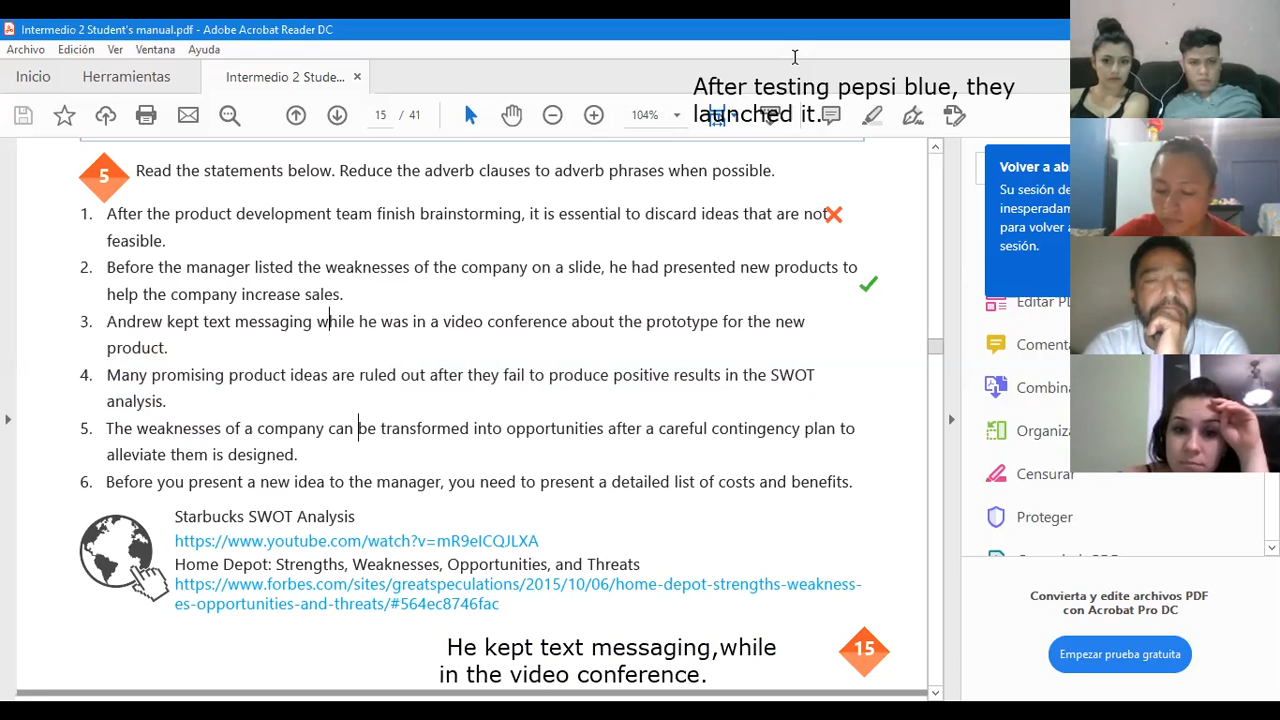 Intermedio 2 Student's manual.pdf - Adobe Acrobat Reader DC
Archivo Edición Ver Ventana Ayuda
Inicio Herramientas Intermedio 2 Stude... ×
15 / 41 104%
After testing pepsi blue, they
launched it.
5 Read the statements below. Reduce the adverb clauses to adverb phrases when possible.
1. After the product development team finish brainstorming, it is essential to discard ideas that are not
feasible.
2. Before the manager listed the weaknesses of the company on a slide, he had presented new products to
help the company increase sales.
3. Andrew kept text messaging while he was in a video conference about the prototype for the new
product.
4. Many promising product ideas are ruled out after they fail to produce positive results in the SWOT
analysis.
5. The weaknesses of a company can be transformed into opportunities after a careful contingency plan to
alleviate them is designed.
6. Before you present a new idea to the manager, you need to present a detailed list of costs and benefits.
Starbucks SWOT Analysis
https://www.youtube.com/watch?v=mR9eICQJLXA
Home Depot: Strengths, Weaknesses, Opportunities, and Threats
https://www.forbes.com/sites/greatspeculations/2015/10/06/home-depot-strengths-weakness-
es-opportunities-and-threats/#564ec8746fac
He kept text messaging,while
in the video conference.
15
Volver a ab
Su sesión de
inesperadam
para volver a
sesión.
Editar PD
Comenta
Combina
Organiza
Censurar
Proteger
Convierta y edite archivos PDF
con Acrobat Pro DC
Empezar prueba gratuita